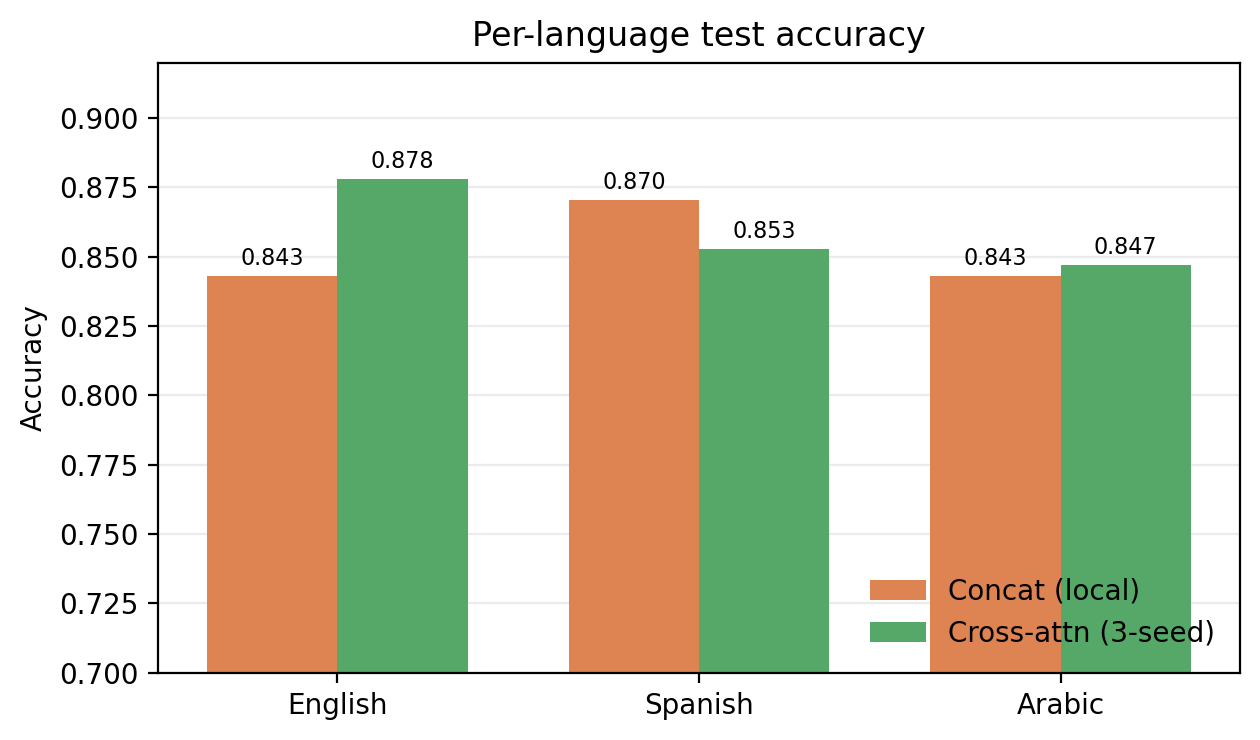 Per-language test accuracy
Accuracy
0.900
0.875
0.850
0.825
0.800
0.775
0.750
0.725
0.700
0.843
0.878
0.870
0.853
0.843
0.847
Concat (local)
Cross-attn (3-seed)
English
Spanish
Arabic